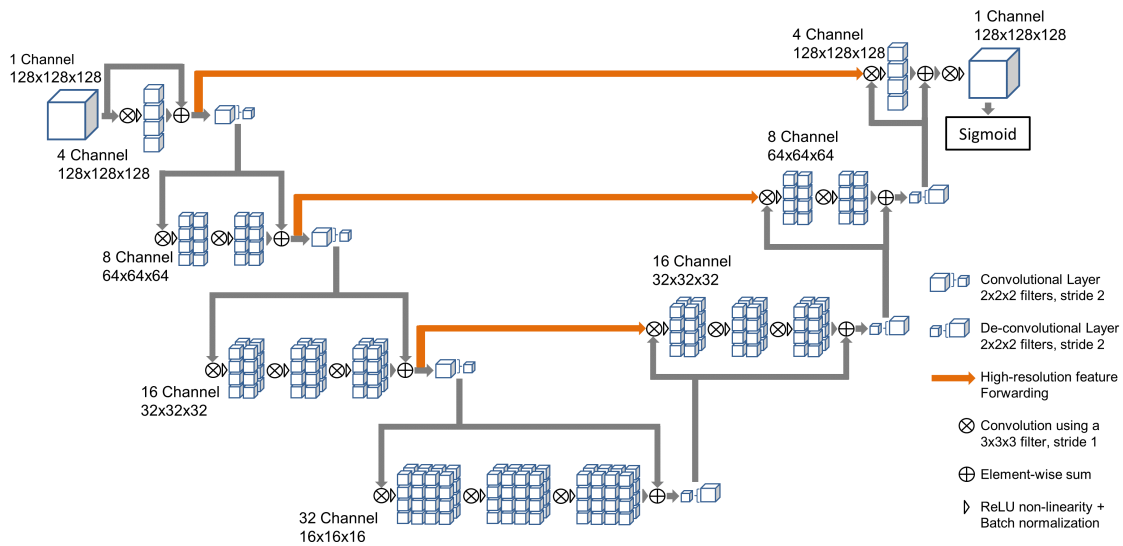 1 Channel
128x128x128
4 Channel
128x128x128
1 Channel
128x128x128
4 Channel
128x128x128
Sigmoid
8 Channel
64x64x64
8 Channel
64x64x64
16 Channel
32x32x32
16 Channel
32x32x32
32 Channel
16x16x16
Convolutional Layer
2x2x2 filters, stride 2
De-convolutional Layer
2x2x2 filters, stride 2
High-resolution feature
Forwarding
Convolution using a
3x3x3 filter, stride 1
Element-wise sum
ReLU non-linearity +
Batch normalization